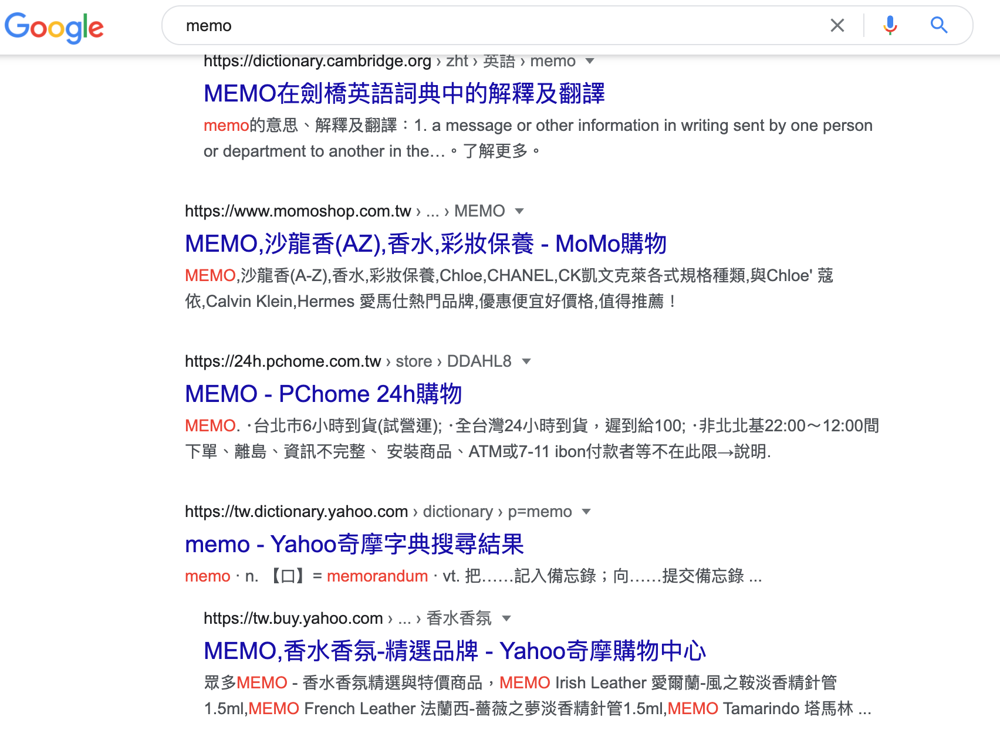 Google
memo
https://dictionary.cambridge.org › zht › 英語 › memo
MEMO在劍橋英語詞典中的解釋及翻譯
memo的意思、解釋及翻譯：1. a message or other information in writing sent by one person
or department to another in the…。了解更多。
https://www.momoshop.com.tw › ... › MEMO
MEMO,沙龍香(AZ),香水,彩妝保養 - MoMo購物
MEMO,沙龍香(A-Z),香水,彩妝保養,Chloe,CHANEL,CK凱文克萊各式規格種類,與Chloe' 蔻
依,Calvin Klein,Hermes 愛馬仕熱門品牌,優惠便宜好價格,值得推薦！
https://24h.pchome.com.tw › store › DDAHL8
MEMO - PChome 24h購物
MEMO. ‧台北市6小時到貨(試營運); ‧全台灣24小時到貨，遲到給100; ‧非北北基22:00～12:00間
下單、離島、資訊不完整、 安裝商品、ATM或7-11 ibon付款者等不在此限→說明.
https://tw.dictionary.yahoo.com › dictionary › p=memo
memo - Yahoo奇摩字典搜尋結果
memo · n. 【口】= memorandum · vt. 把……記入備忘錄；向……提交備忘錄 ...
https://tw.buy.yahoo.com › ... › 香水香氛
MEMO,香水香氛-精選品牌 - Yahoo奇摩購物中心
眾多MEMO - 香水香氛精選與特價商品，MEMO Irish Leather 愛爾蘭-風之鞍淡香精針管
1.5ml,MEMO French Leather 法蘭西-薔薇之夢淡香精針管1.5ml,MEMO Tamarindo 塔馬林 ...